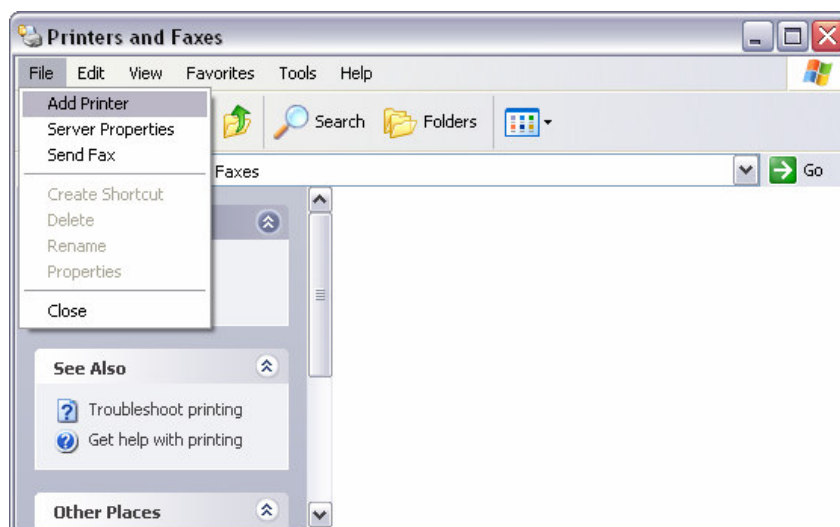 Printers and Faxes
File Edit View Favorites Tools Help
Add Printer
Server Properties
Send Fax
Create Shortcut
Delete
Rename
Properties
Close
Search Folders
Faxes Go
See Also
Troubleshoot printing
Get help with printing
Other Places